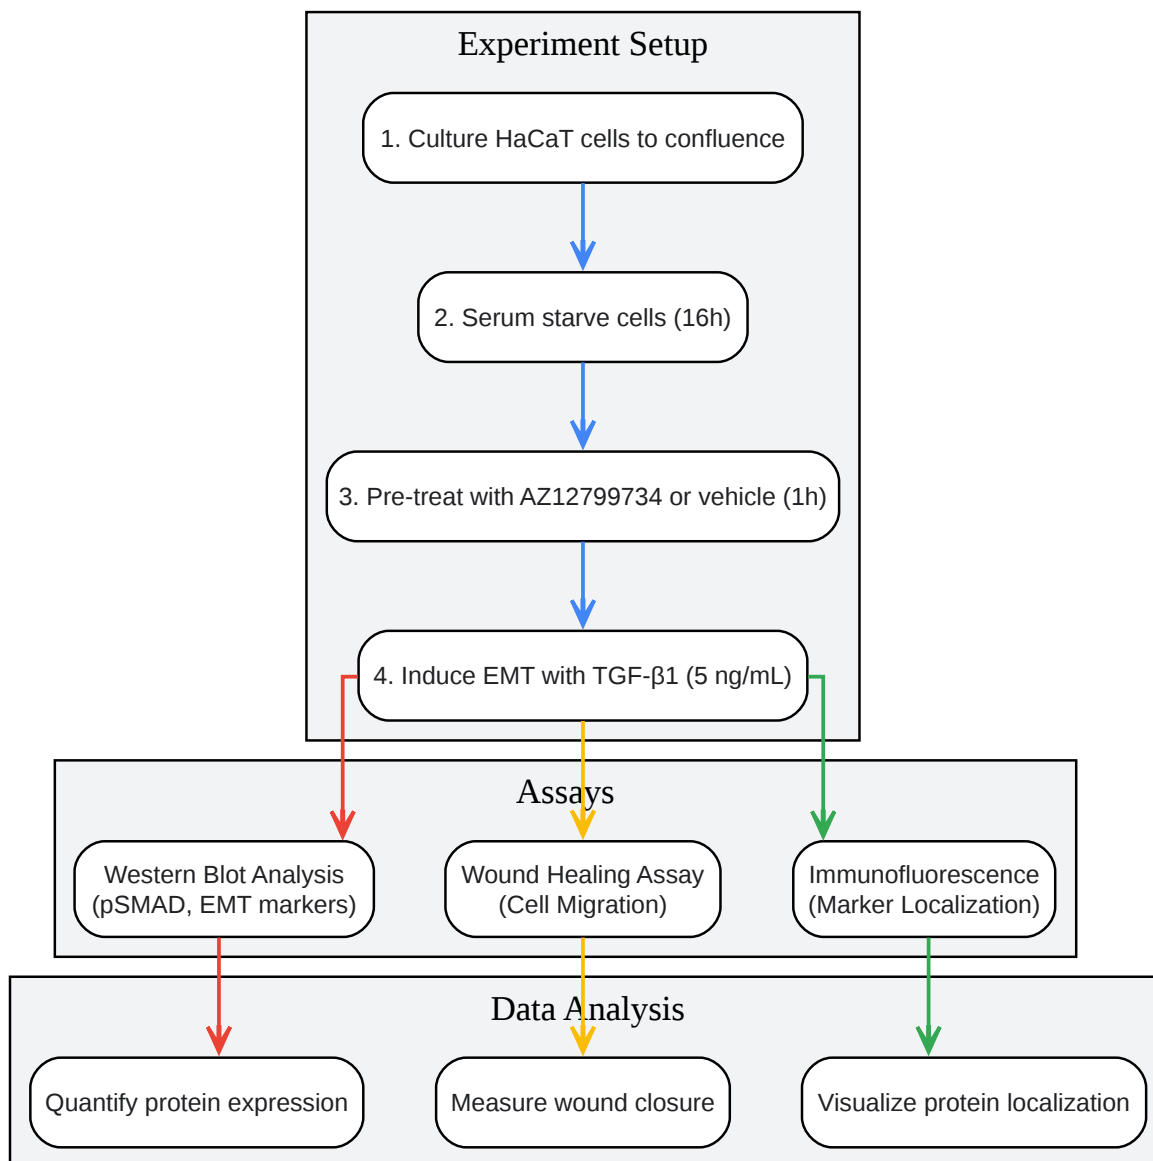 Experiment Setup
1. Culture HaCaT cells to confluence
2. Serum starve cells (16h)
3. Pre-treat with AZ12799734 or vehicle (1h)
4. Induce EMT with TGF-β1 (5 ng/mL)
Assays
Western Blot Analysis
(pSMAD, EMT markers)
Wound Healing Assay
(Cell Migration)
Immunofluorescence
(Marker Localization)
Data Analysis
Quantify protein expression
Measure wound closure
Visualize protein localization